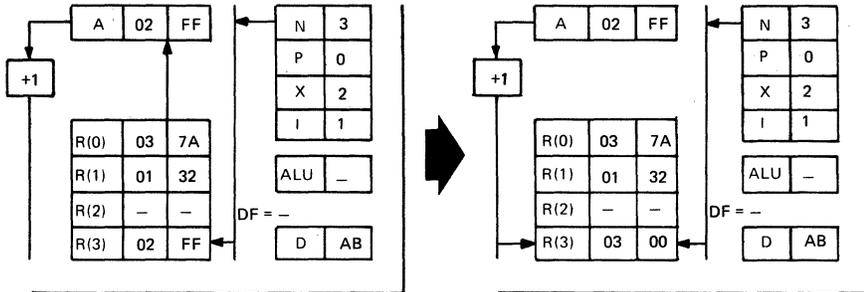 A 02 FF
N 3
+1
P 0
X 2
I 1
R(0) 03 7A
R(1) 01 32
ALU –
R(2) – –
DF = –
R(3) 02 FF
D AB
A 02 FF
N 3
+1
P 0
X 2
I 1
R(0) 03 7A
R(1) 01 32
ALU –
R(2) – –
DF = –
R(3) 03 00
D AB